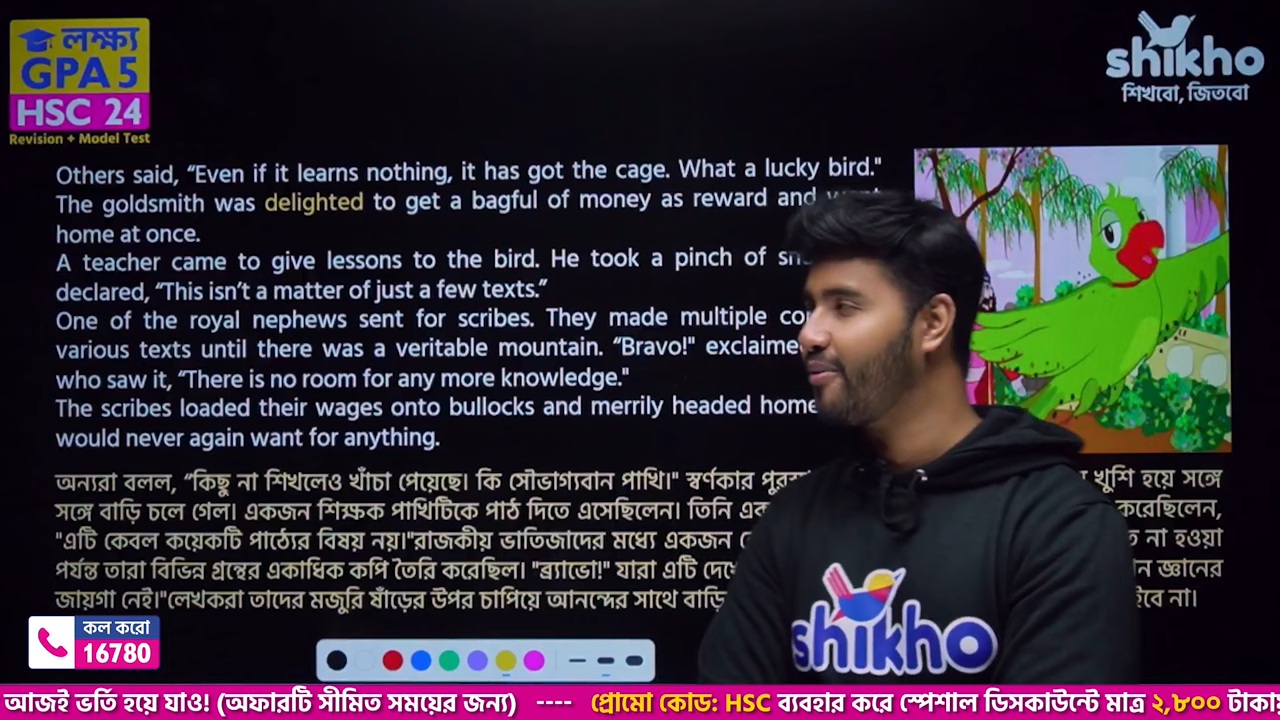 লক্ষ্য
GPA 5
HSC 24
Revision + Model Test
shikho
শিখবো, জিতবো
Others said, “Even if it learns nothing, it has got the cage. What a lucky bird."
The goldsmith was delighted to get a bagful of money as reward and went
home at once.
A teacher came to give lessons to the bird. He took a pinch of
declared, “This isn’t a matter of just a few texts.”
One of the royal nephews sent for scribes. They made multiple
various texts until there was a veritable mountain. “Bravo!"
who saw it, “There is no room for any more knowledge."
The scribes loaded their wages onto bullocks and merrily headed home
would never again want for anything.
অন্যরা বলল, “কিছু না শিখলেও খাঁচা পেয়েছে। কি সৌভাগ্যবান পাখি।" স্বর্ণকার খুশি হয়ে সঙ্গে
সঙ্গে বাড়ি চলে গেল। একজন শিক্ষক পাখিটিকে পাঠ দিতে এসেছিলেন। তিনি করেছিলেন,
"এটি কেবল কয়েকটি পাঠ্যের বিষয় নয়।"রাজকীয় ভাতিজাদের মধ্যে একজন না হওয়া
পর্যন্ত তারা বিভিন্ন গ্রন্থের একাধিক কপি তৈরি করেছিল। "ব্র্যাভো!" যারা এটি জ্ঞানের
জায়গা নেই।"লেখকরা তাদের মজুরি ষাঁড়ের উপর চাপিয়ে আনন্দের সাথে না।
কল করো
16780
shikho
আজই ভর্তি হয়ে যাও! (অফারটি সীমিত সময়ের জন্য) ---- প্রোমো কোড: HSC ব্যবহার করে স্পেশাল ডিসকাউন্টে মাত্র ২,৮০০ টাকায়